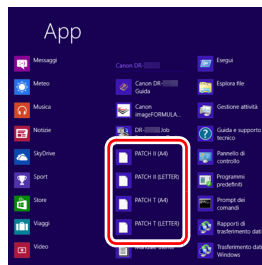 App
Messaggi
Meteo
Musica
Notizie
SkyDrive
Sport
Store
Viaggi
Video
Canon DR-
Canon DR-
Guida
Canon
imageFORMULA...
DR- Job
PATCH II (A4)
PATCH II (LETTER)
PATCH T (A4)
PATCH T (LETTER)
Esegui
Esplora file
Gestione attività
Guida e supporto
tecnico
Pannello di
controllo
Programmi
predefiniti
Prompt dei
comandi
Rapporti di
trasferimento dati
Trasferimento dati
Windows